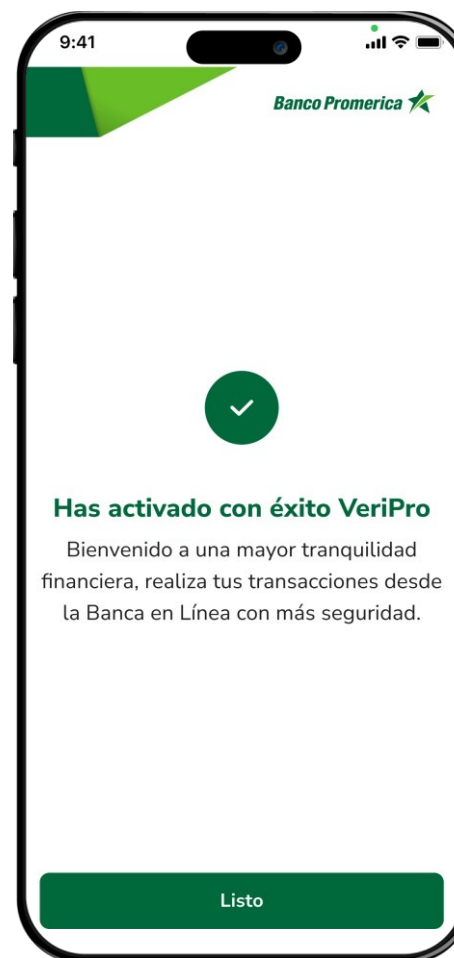 9:41
Banco Promerica
Has activado con éxito VeriPro
Bienvenido a una mayor tranquilidad
financiera, realiza tus transacciones desde
la Banca en Línea con más seguridad.
Listo